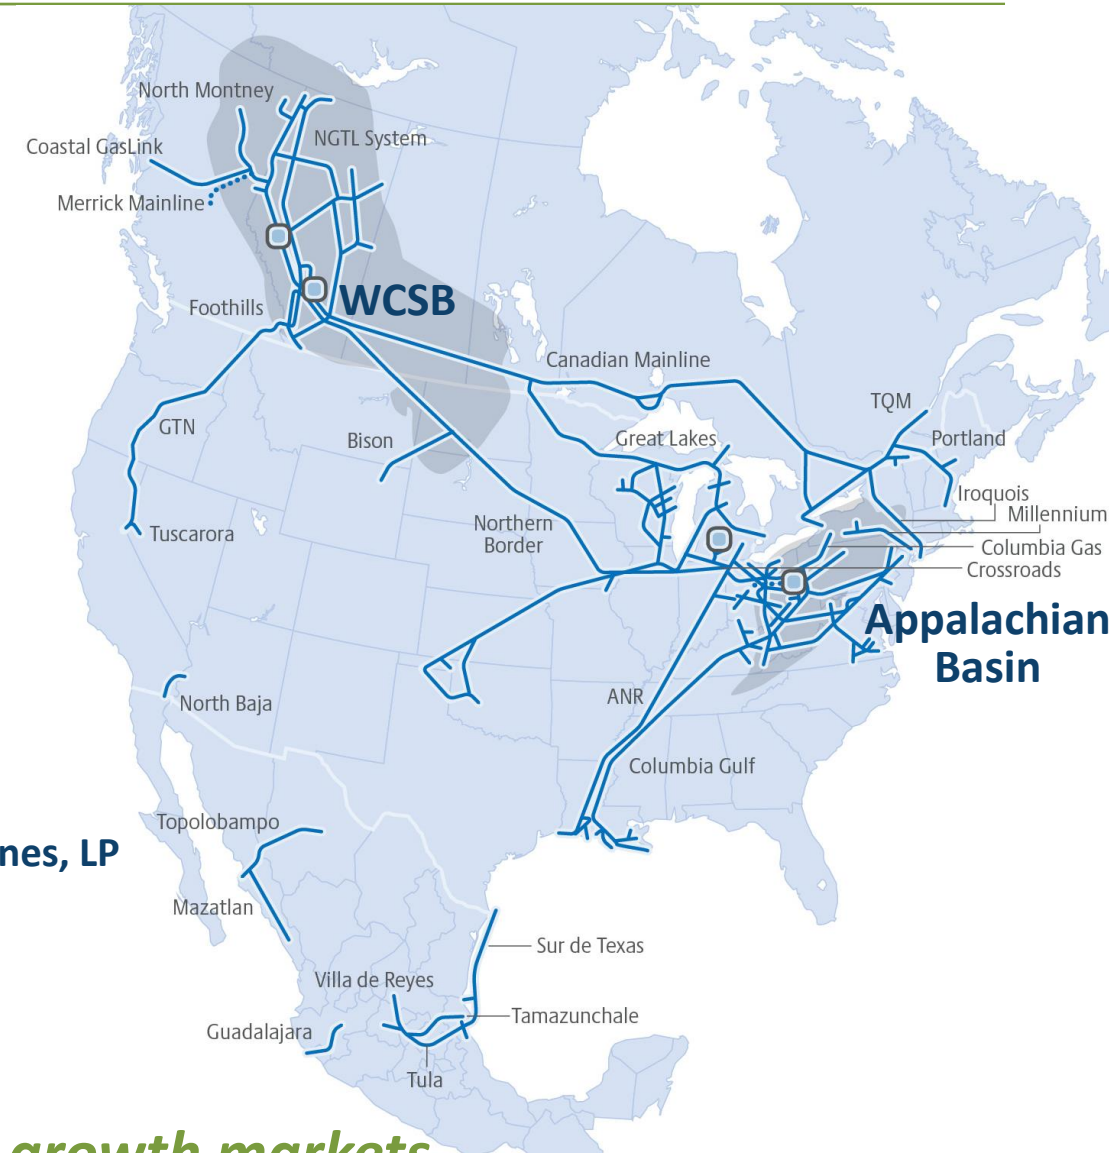 North Montney
NGTL System
Coastal GasLink
Merrick Mainline
WCSB
Foothills
Canadian Mainline
TQM
GTN
Bison
Great Lakes
Portland
Iroquois
Millennium
Northern
Border
Tuscarora
Columbia Gas
Crossroads
Appalachian
Basin
North Baja
ANR
Columbia Gulf
Topolobampo
nes, LP
Mazatlan
Sur de Texas
Villa de Reyes
Tamazunchale
Guadalajara
Tula
growth markets